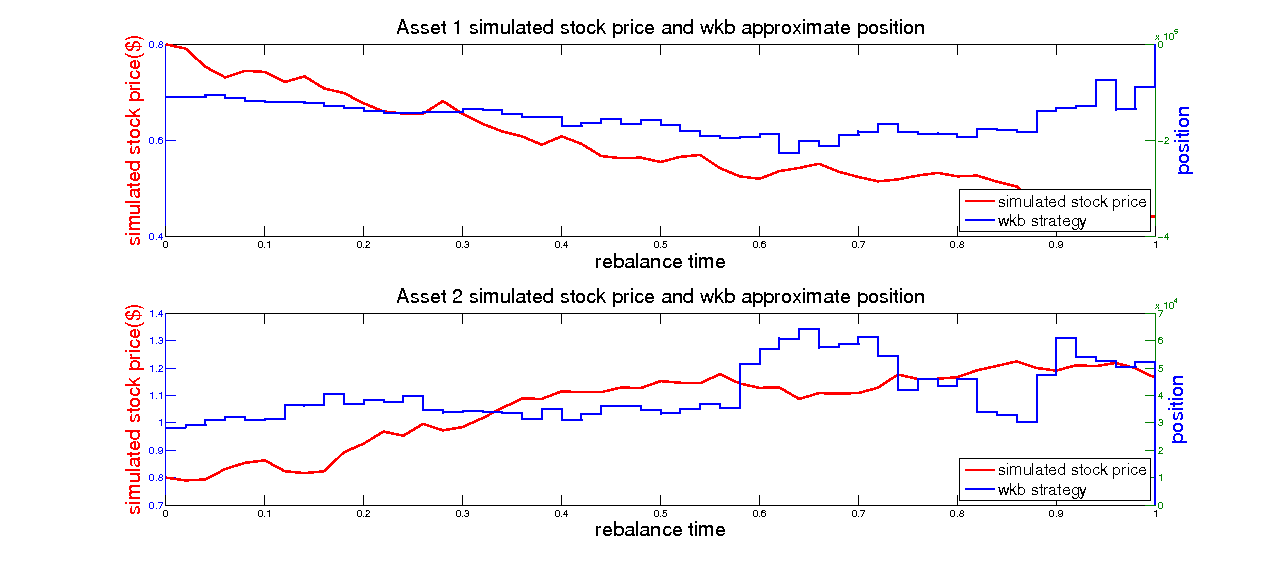 Asset 1 simulated stock price and wkb approximate position
x 10^5
0.8
0.6
0.4
simulated stock price($)
0
-2
-4
position
simulated stock price
wkb strategy
0 0.1 0.2 0.3 0.4 0.5 0.6 0.7 0.8 0.9 1
rebalance time
Asset 2 simulated stock price and wkb approximate position
x 10^4
1.4
1.3
1.2
1.1
1
0.9
0.8
0.7
simulated stock price($)
7
6
5
4
3
2
1
0
position
simulated stock price
wkb strategy
0 0.1 0.2 0.3 0.4 0.5 0.6 0.7 0.8 0.9 1
rebalance time